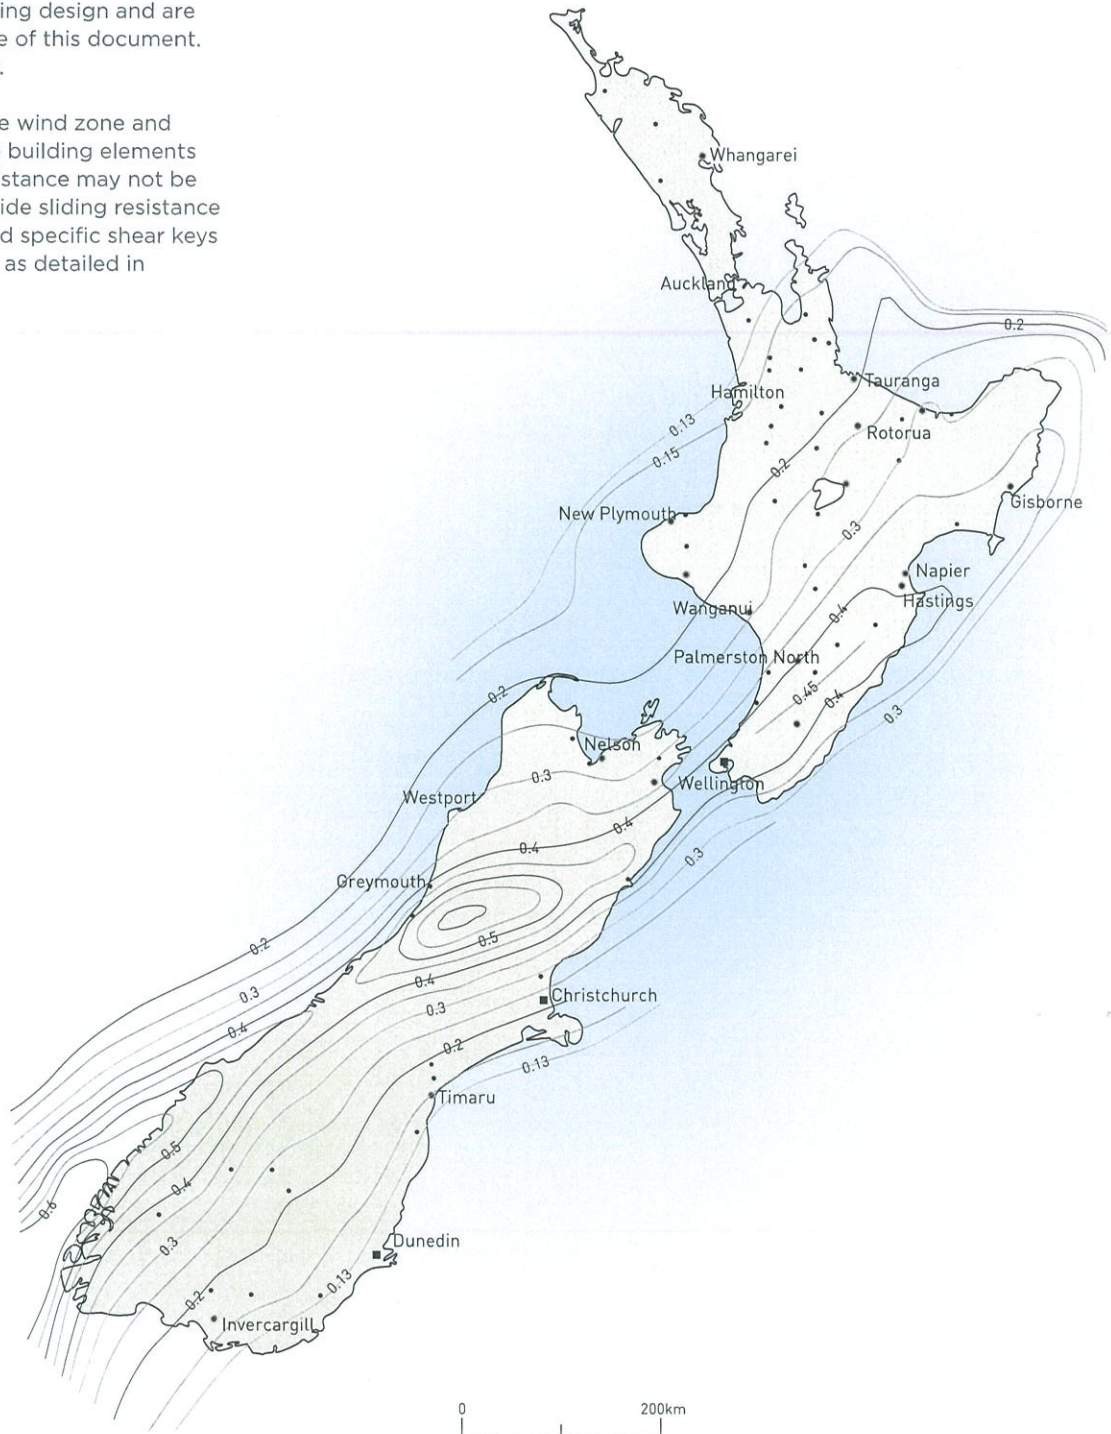 ing design and are
e of this document.
.
e wind zone and
building elements
stance may not be
ide sliding resistance
d specific shear keys
as detailed in
Whangarei
Auckland
0.2
Tauranga
Hamilton
0.13
Rotorua
0.15
0.2
Gisborne
New Plymouth
0.3
Napier
Hastings
Wanganui
0.4
Palmerston North
0.45
0.4
0.2
0.3
Nelson
0.3
Wellington
Westport
0.4
0.4
0.3
Greymouth
0.5
0.2
0.4
0.3
Christchurch
0.3
0.4
0.2
0.13
Timaru
0.5
0.4
0.6
Dunedin
0.3
0.13
0.2
Invercargill
0
200km